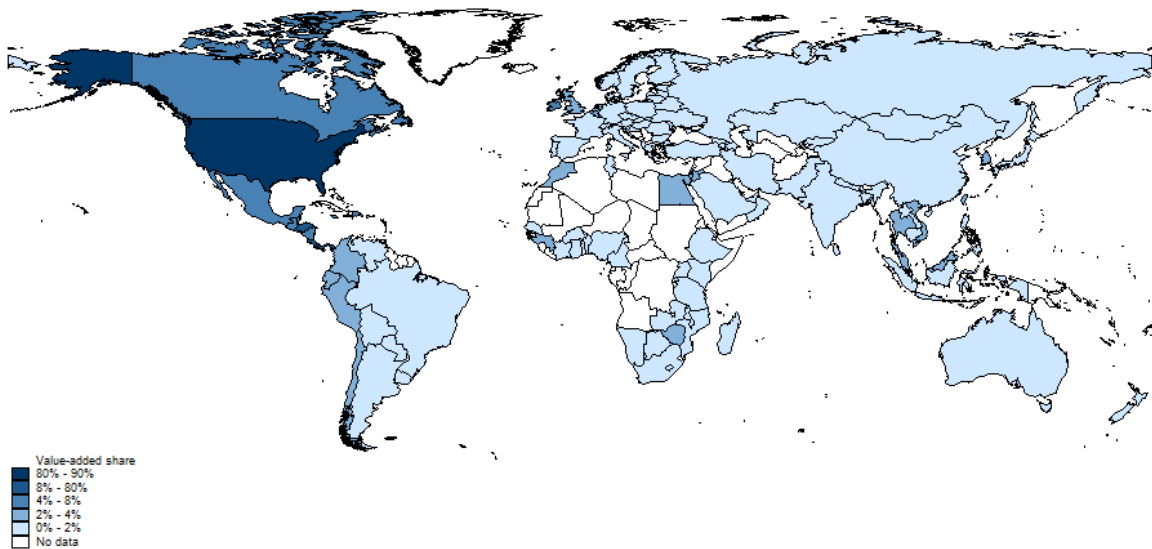 Value-added share
80% - 90%
8% - 80%
4% - 8%
2% - 4%
0% - 2%
No data